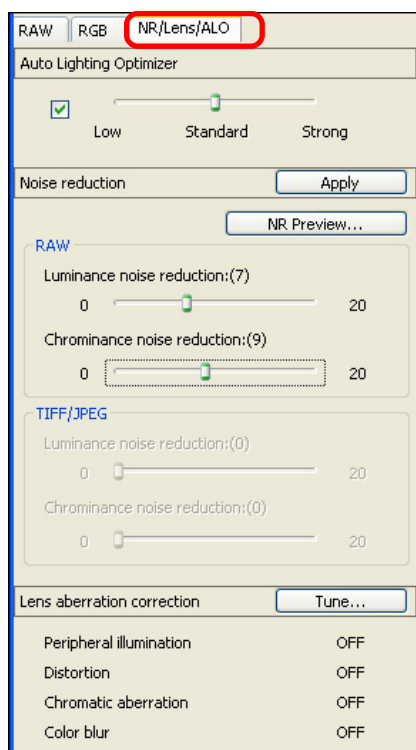 RAW RGB NR/Lens/ALO
Auto Lighting Optimizer
Low Standard Strong
Noise reduction Apply
NR Preview...
RAW
Luminance noise reduction:(7)
0 20
Chrominance noise reduction:(9)
0 20
TIFF/JPEG
Luminance noise reduction:(0)
0 20
Chrominance noise reduction:(0)
0 20
Lens aberration correction Tune...
Peripheral illumination OFF
Distortion OFF
Chromatic aberration OFF
Color blur OFF